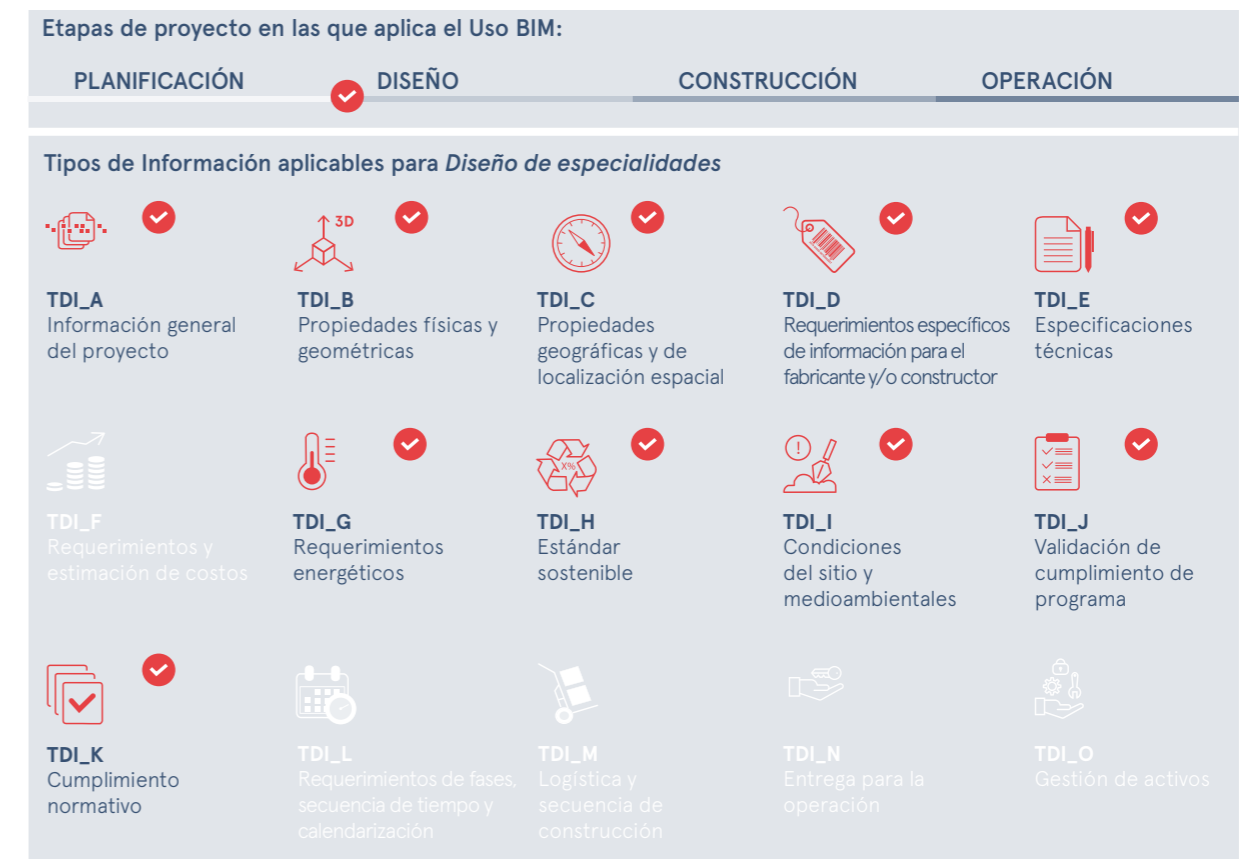 Etapas de proyecto en las que aplica el Uso BIM:
PLANIFICACIÓN DISEÑO CONSTRUCCIÓN OPERACIÓN
Tipos de Información aplicables para Diseño de especialidades
3D
TDI_A
Información general
del proyecto
TDI_B
Propiedades físicas y
geométricas
TDI_C
Propiedades
geográficas y de
localización espacial
TDI_D
Requerimientos específicos
de información para el
fabricante y/o constructor
TDI_E
Especificaciones
técnicas
TDI_F
Requerimientos y
estimación de costos
TDI_G
Requerimientos
energéticos
X%
TDI_H
Estándar
sostenible
TDI_I
Condiciones
del sitio y
medioambientales
TDI_J
Validación de
cumplimiento de
programa
TDI_K
Cumplimiento
normativo
TDI_L
Requerimientos de fases,
secuencia de tiempo y
calendarización
TDI_M
Logística y
secuencia de
construcción
TDI_N
Entrega para la
operación
TDI_O
Gestión de activos